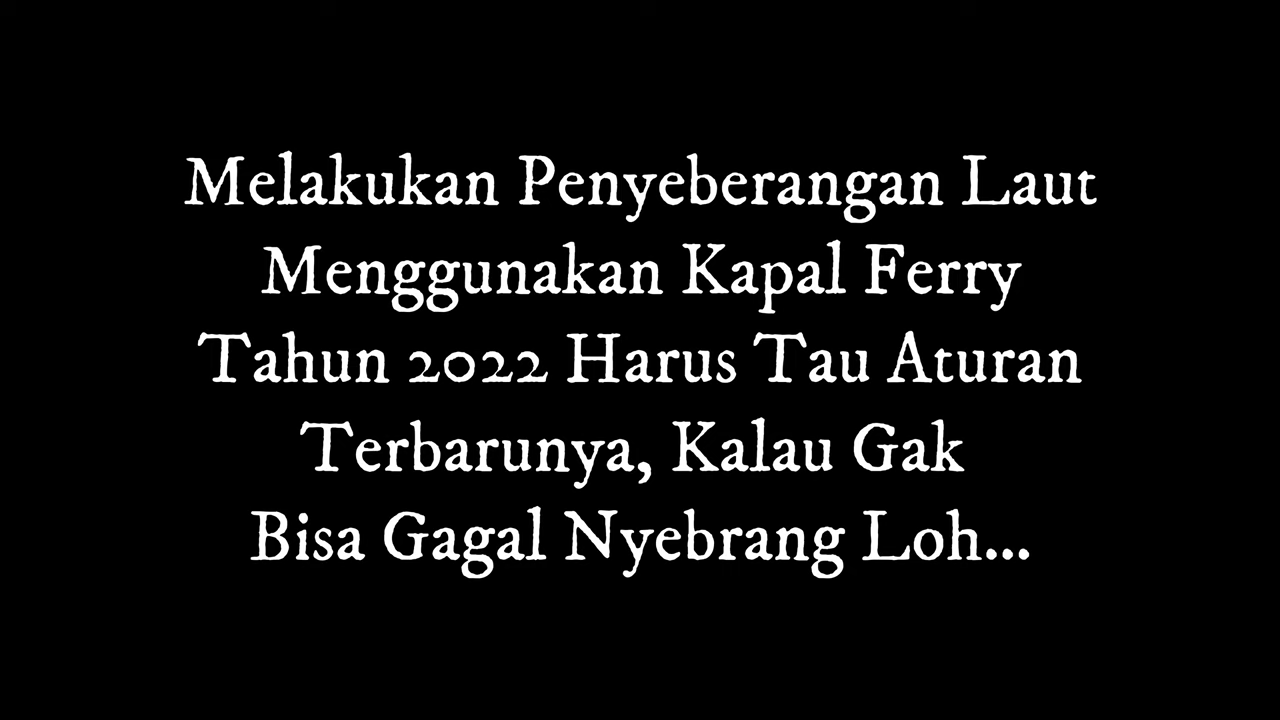 Melakukan Penyeberangan Laut
Menggunakan Kapal Ferry
Tahun 2022 Harus Tau Aturan
Terbarunya, Kalau Gak
Bisa Gagal Nyebrang Loh...